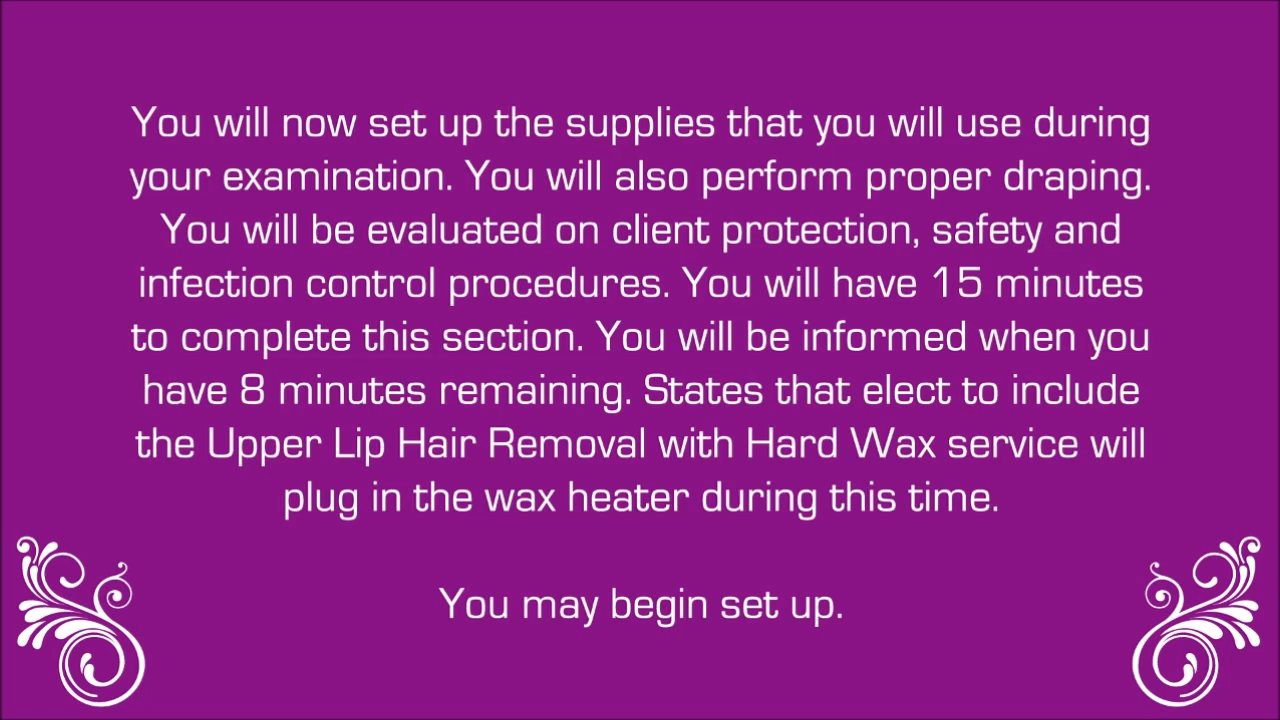 You will now set up the supplies that you will use during
your examination. You will also perform proper draping.
You will be evaluated on client protection, safety and
infection control procedures. You will have 15 minutes
to complete this section. You will be informed when you
have 8 minutes remaining. States that elect to include
the Upper Lip Hair Removal with Hard Wax service will
plug in the wax heater during this time.
You may begin set up.